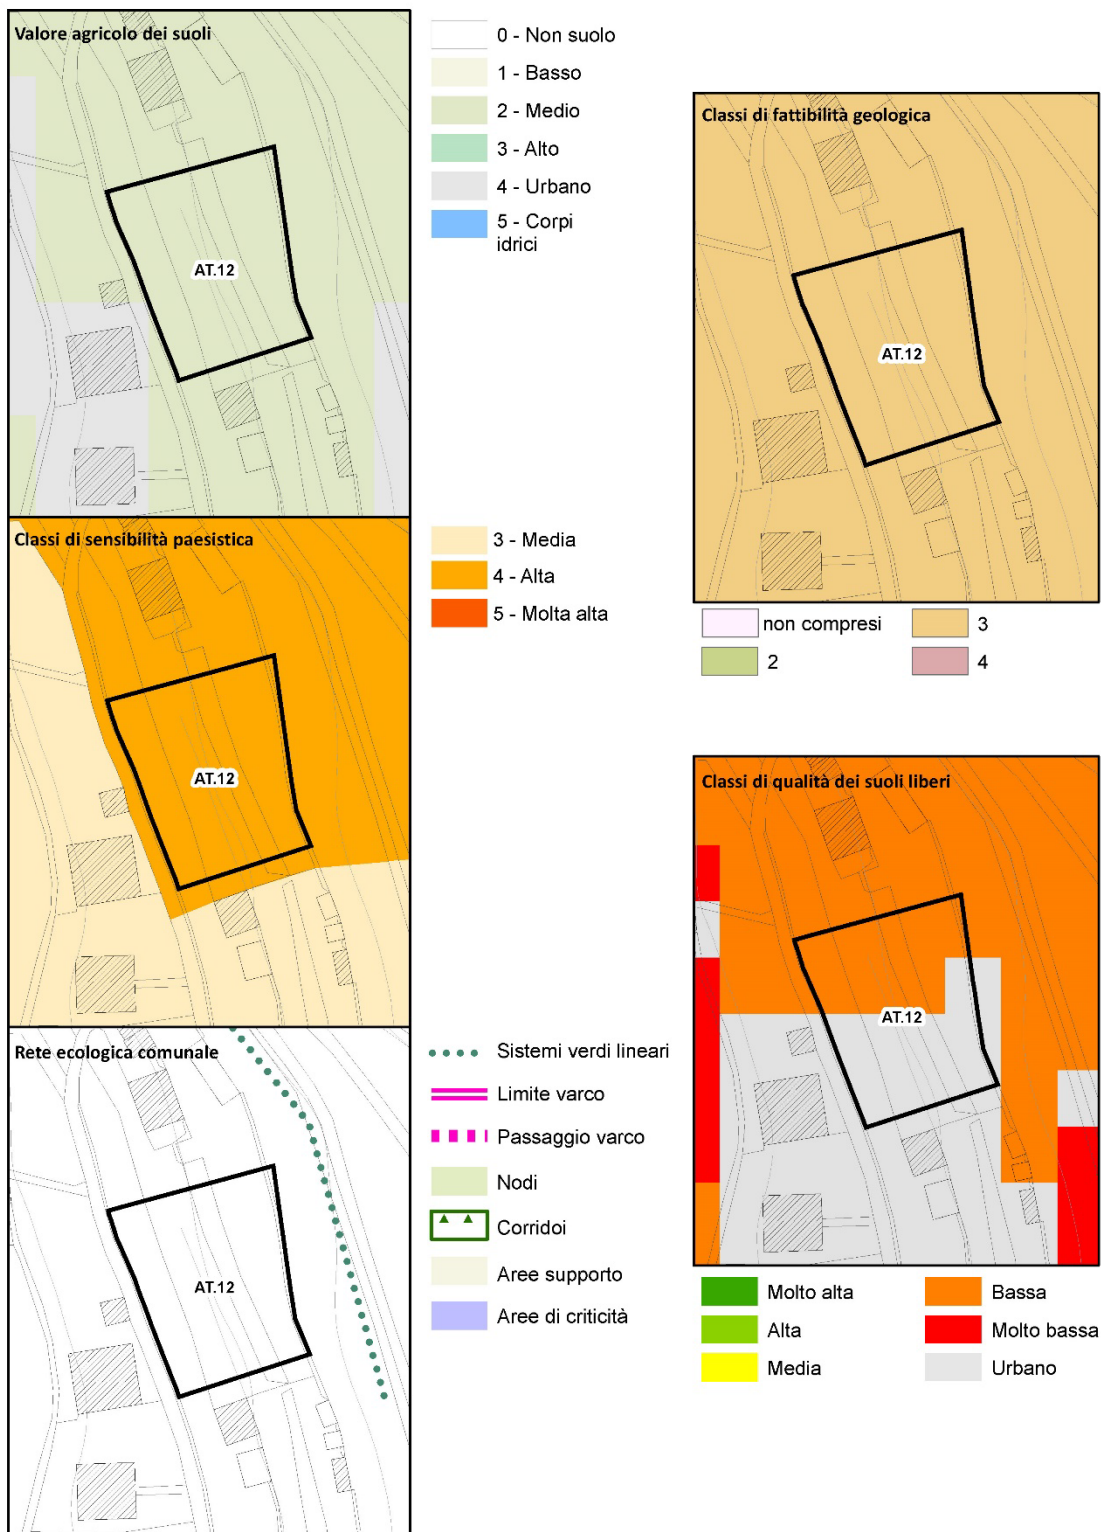 Valore agricolo dei suoli
AT.12
0 - Non suolo
1 - Basso
2 - Medio
3 - Alto
4 - Urbano
5 - Corpi
idrici
Classi di fattibilità geologica
AT.12
non compresi
3
2
4
Classi di sensibilità paesistica
AT.12
3 - Media
4 - Alta
5 - Molta alta
Classi di qualità dei suoli liberi
AT.12
Molto alta
Bassa
Alta
Molto bassa
Media
Urbano
Rete ecologica comunale
AT.12
Sistemi verdi lineari
Limite varco
Passaggio varco
Nodi
Corridoi
Aree supporto
Aree di criticità